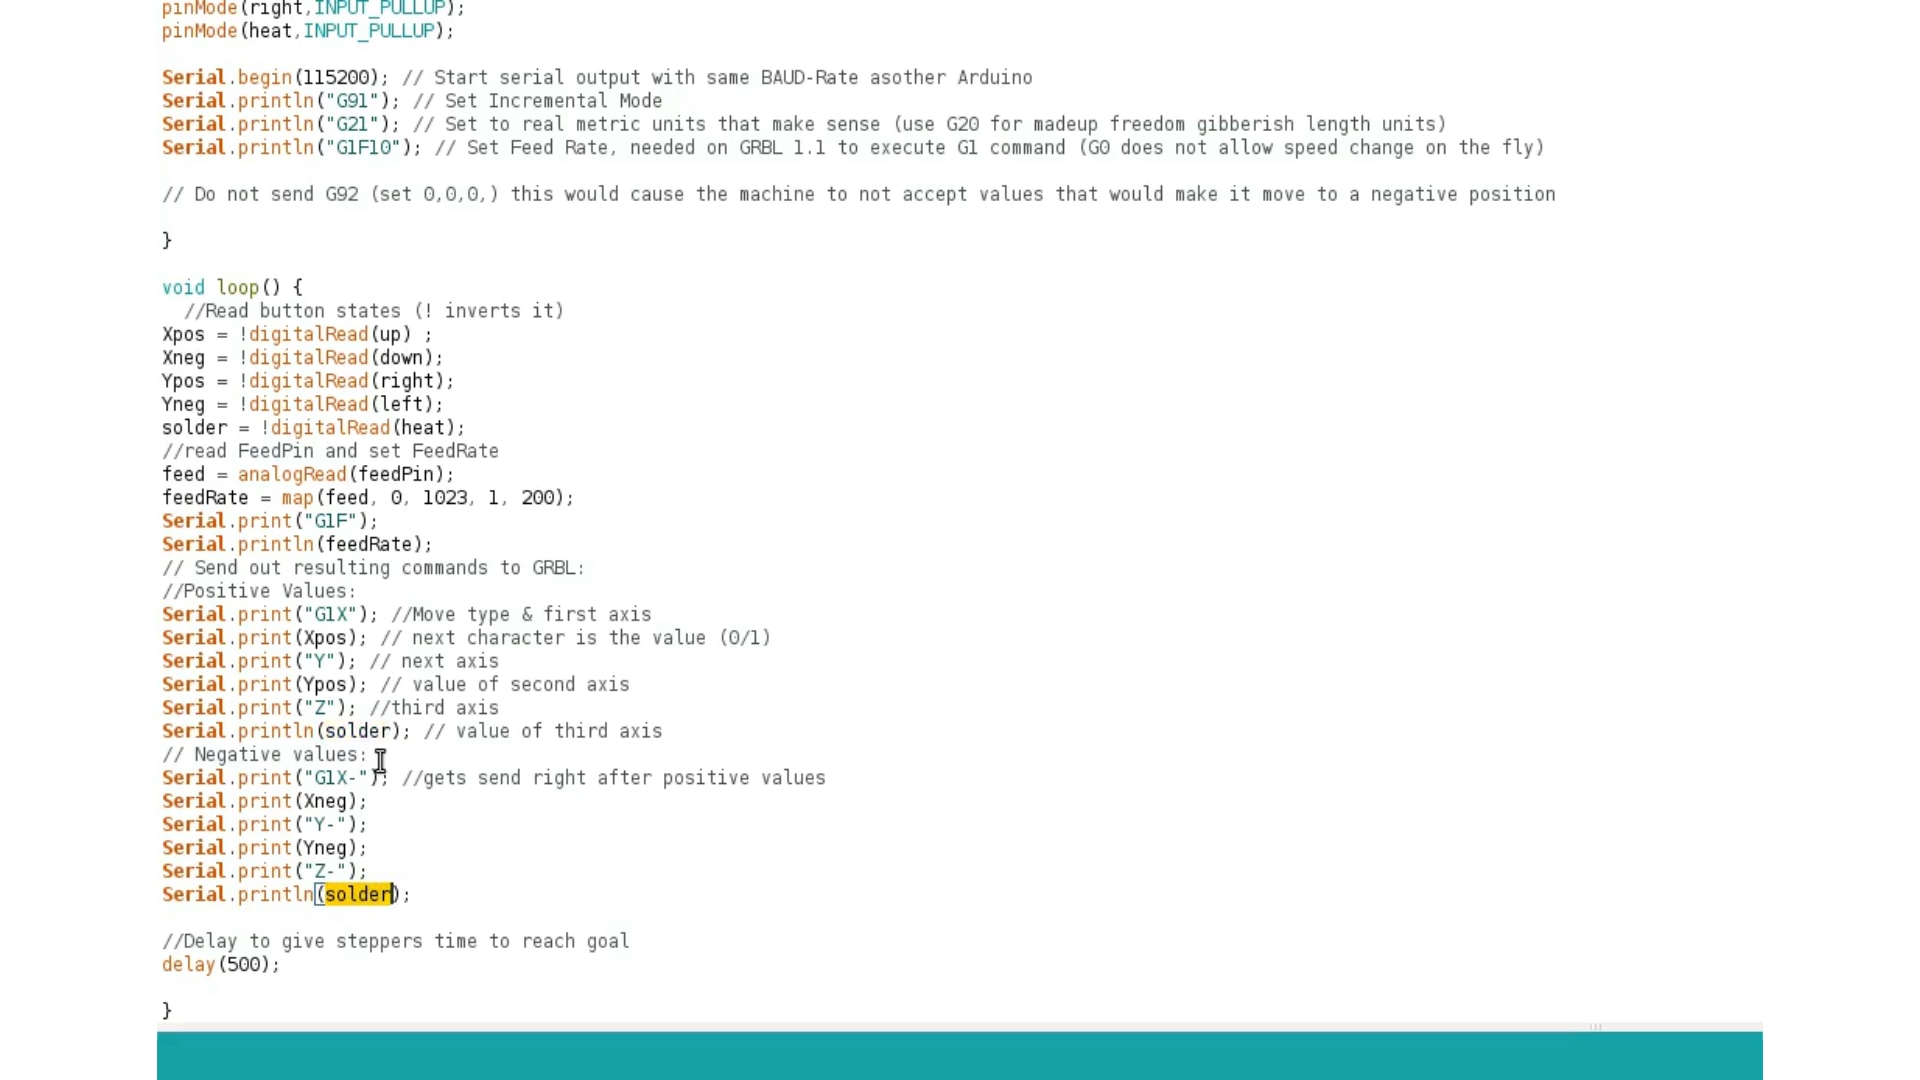 pinMode(right,INPUT_PULLUP);
pinMode(heat,INPUT_PULLUP);
Serial.begin(115200); // Start serial output with same BAUD-Rate asother Arduino
Serial.println("G91"); // Set Incremental Mode
Serial.println("G21"); // Set to real metric units that make sense (use G20 for madeup freedom gibberish length units)
Serial.println("G1F10"); // Set Feed Rate, needed on GRBL 1.1 to execute G1 command (G0 does not allow speed change on the fly)
// Do not send G92 (set 0,0,0,) this would cause the machine to not accept values that would make it move to a negative position
}
void loop() {
//Read button states (! inverts it)
Xpos = !digitalRead(up) ;
Xneg = !digitalRead(down);
Ypos = !digitalRead(right);
Yneg = !digitalRead(left);
solder = !digitalRead(heat);
//read FeedPin and set FeedRate
feed = analogRead(feedPin);
feedRate = map(feed, 0, 1023, 1, 200);
Serial.print("G1F");
Serial.println(feedRate);
// Send out resulting commands to GRBL:
//Positive Values:
Serial.print("G1X"); //Move type & first axis
Serial.print(Xpos); // next character is the value (0/1)
Serial.print("Y"); // next axis
Serial.print(Ypos); // value of second axis
Serial.print("Z"); //third axis
Serial.println(solder); // value of third axis
// Negative values:
Serial.print("G1X-"); //gets send right after positive values
Serial.print(Xneg);
Serial.print("Y-");
Serial.print(Yneg);
Serial.print("Z-");
Serial.println(solder);
//Delay to give steppers time to reach goal
delay(500);
}